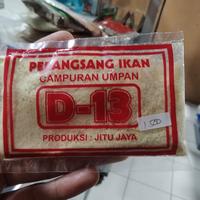 PERANGSANG IKAN
CAMPURAN UMPAN
D-13
PRODUKSI : JITU JAYA